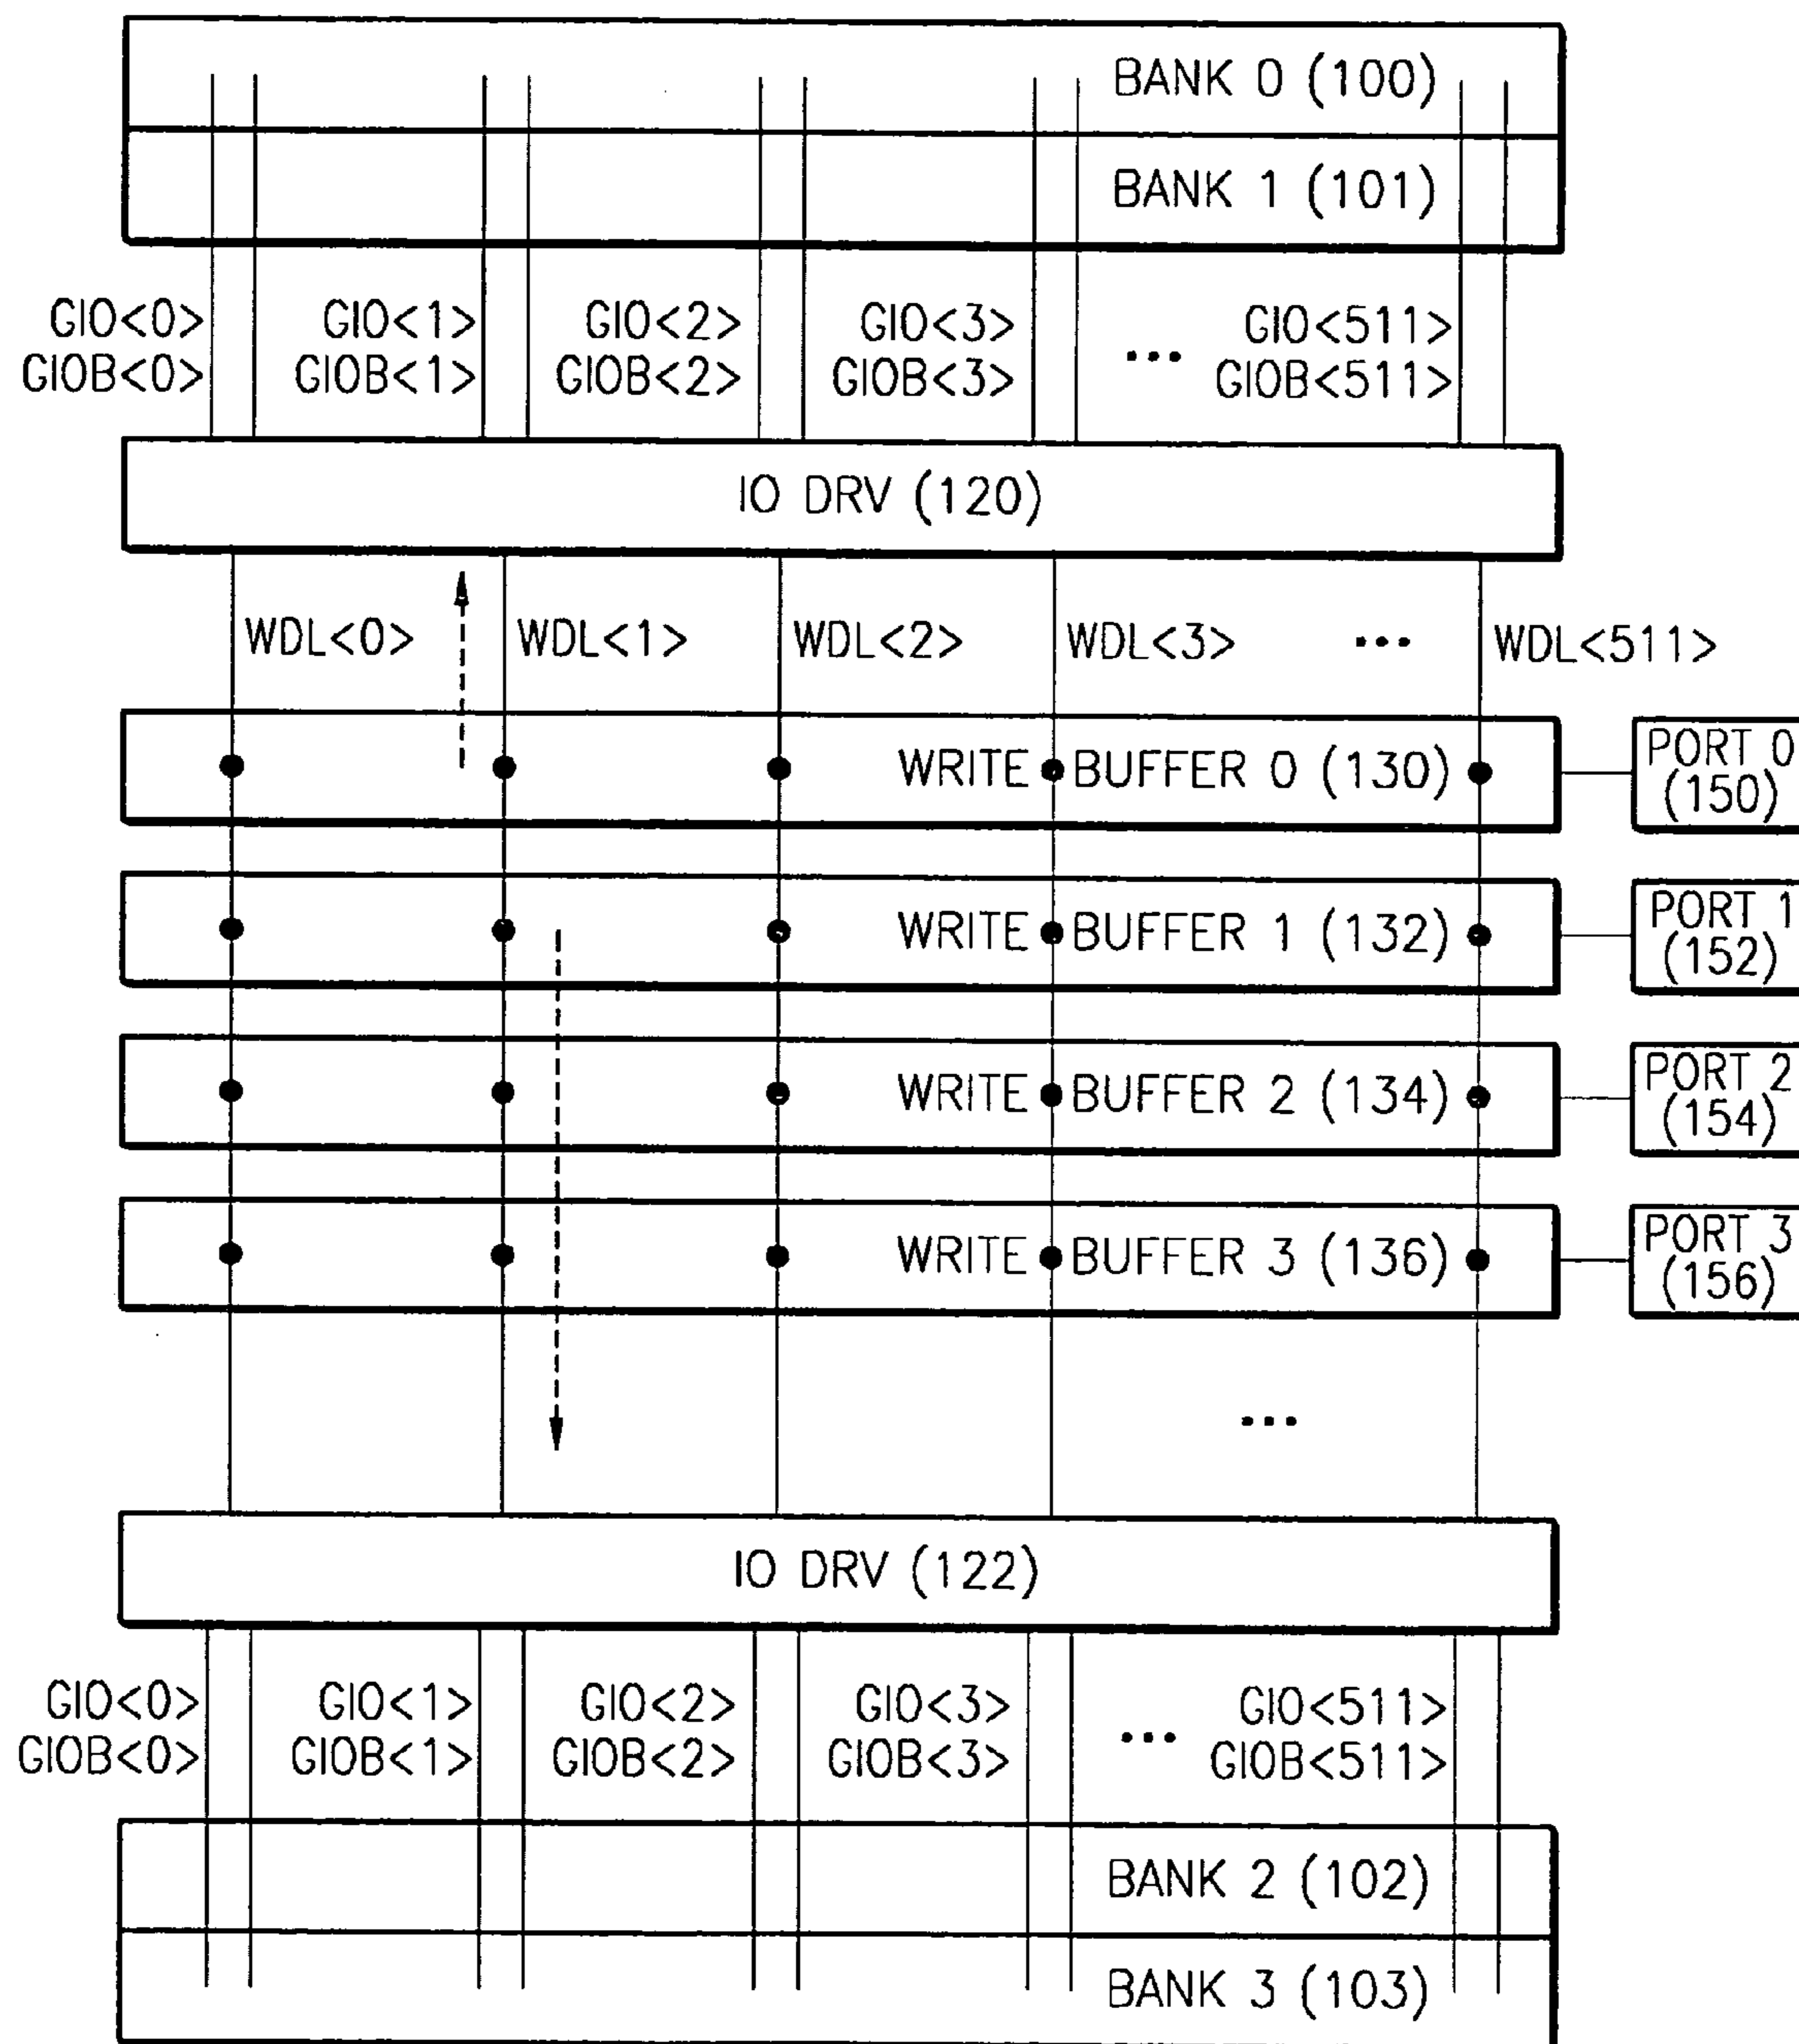 BANK 0 (100)
BANK 1 (101)
GIO<0> GIO<1> GIO<2> GIO<3> ... GIO<511>
GIOB<0> GIOB<1> GIOB<2> GIOB<3> GIOB<511>
IO DRV (120)
WDL<0> WDL<1> WDL<2> WDL<3> ... WDL<511>
WRITE BUFFER 0 (130)
PORT 0
(150)
WRITE BUFFER 1 (132)
PORT 1
(152)
WRITE BUFFER 2 (134)
PORT 2
(154)
WRITE BUFFER 3 (136)
PORT 3
(156)
...
IO DRV (122)
GIO<0> GIO<1> GIO<2> GIO<3> ... GIO<511>
GIOB<0> GIOB<1> GIOB<2> GIOB<3> GIOB<511>
BANK 2 (102)
BANK 3 (103)